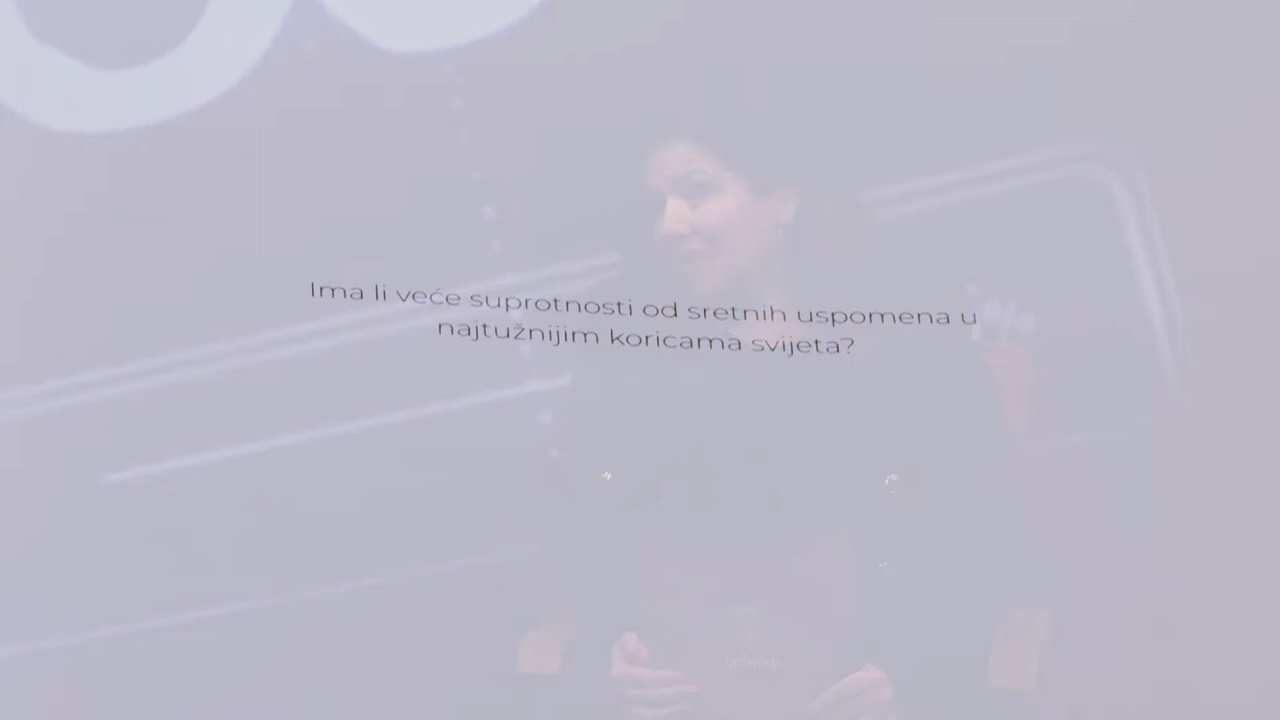 Ima li veće suprotnosti od sretnih uspomena u
najtužnijim koricama svijeta?